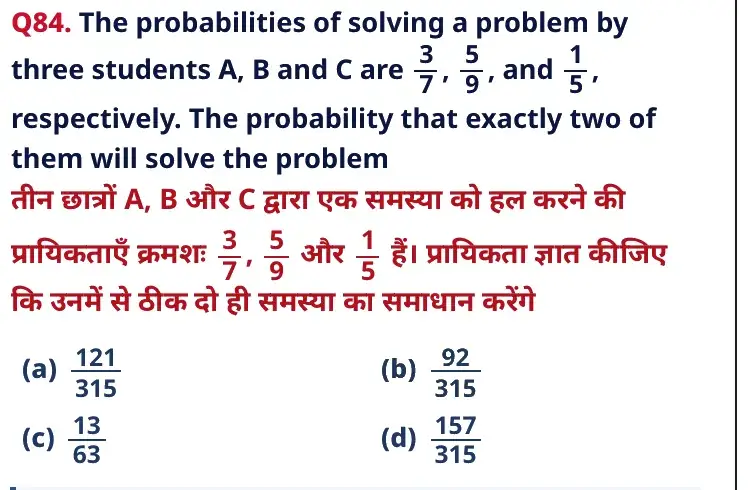 Q84. The probabilities of solving a problem by
three students A, B and C are 3/7, 5/9, and 1/5,
respectively. The probability that exactly two of
them will solve the problem
तीन छात्रों A, B और C द्वारा एक समस्या को हल करने की
प्रायिकताएँ क्रमशः 3/7, 5/9 और 1/5 हैं। प्रायिकता ज्ञात कीजिए
कि उनमें से ठीक दो ही समस्या का समाधान करेंगे
(a) 121/315 (b) 92/315
(c) 13/63 (d) 157/315